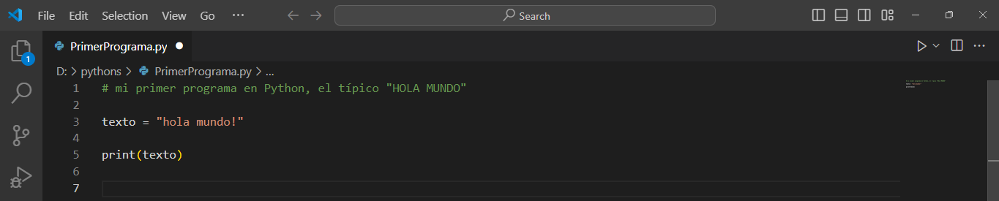 File Edit Selection View Go ··· Search
PrimerPrograma.py
D: > pythons > PrimerPrograma.py > ...
1 # mi primer programa en Python, el típico "HOLA MUNDO"
2
3 texto = "hola mundo!"
4
5 print(texto)
6
7
1